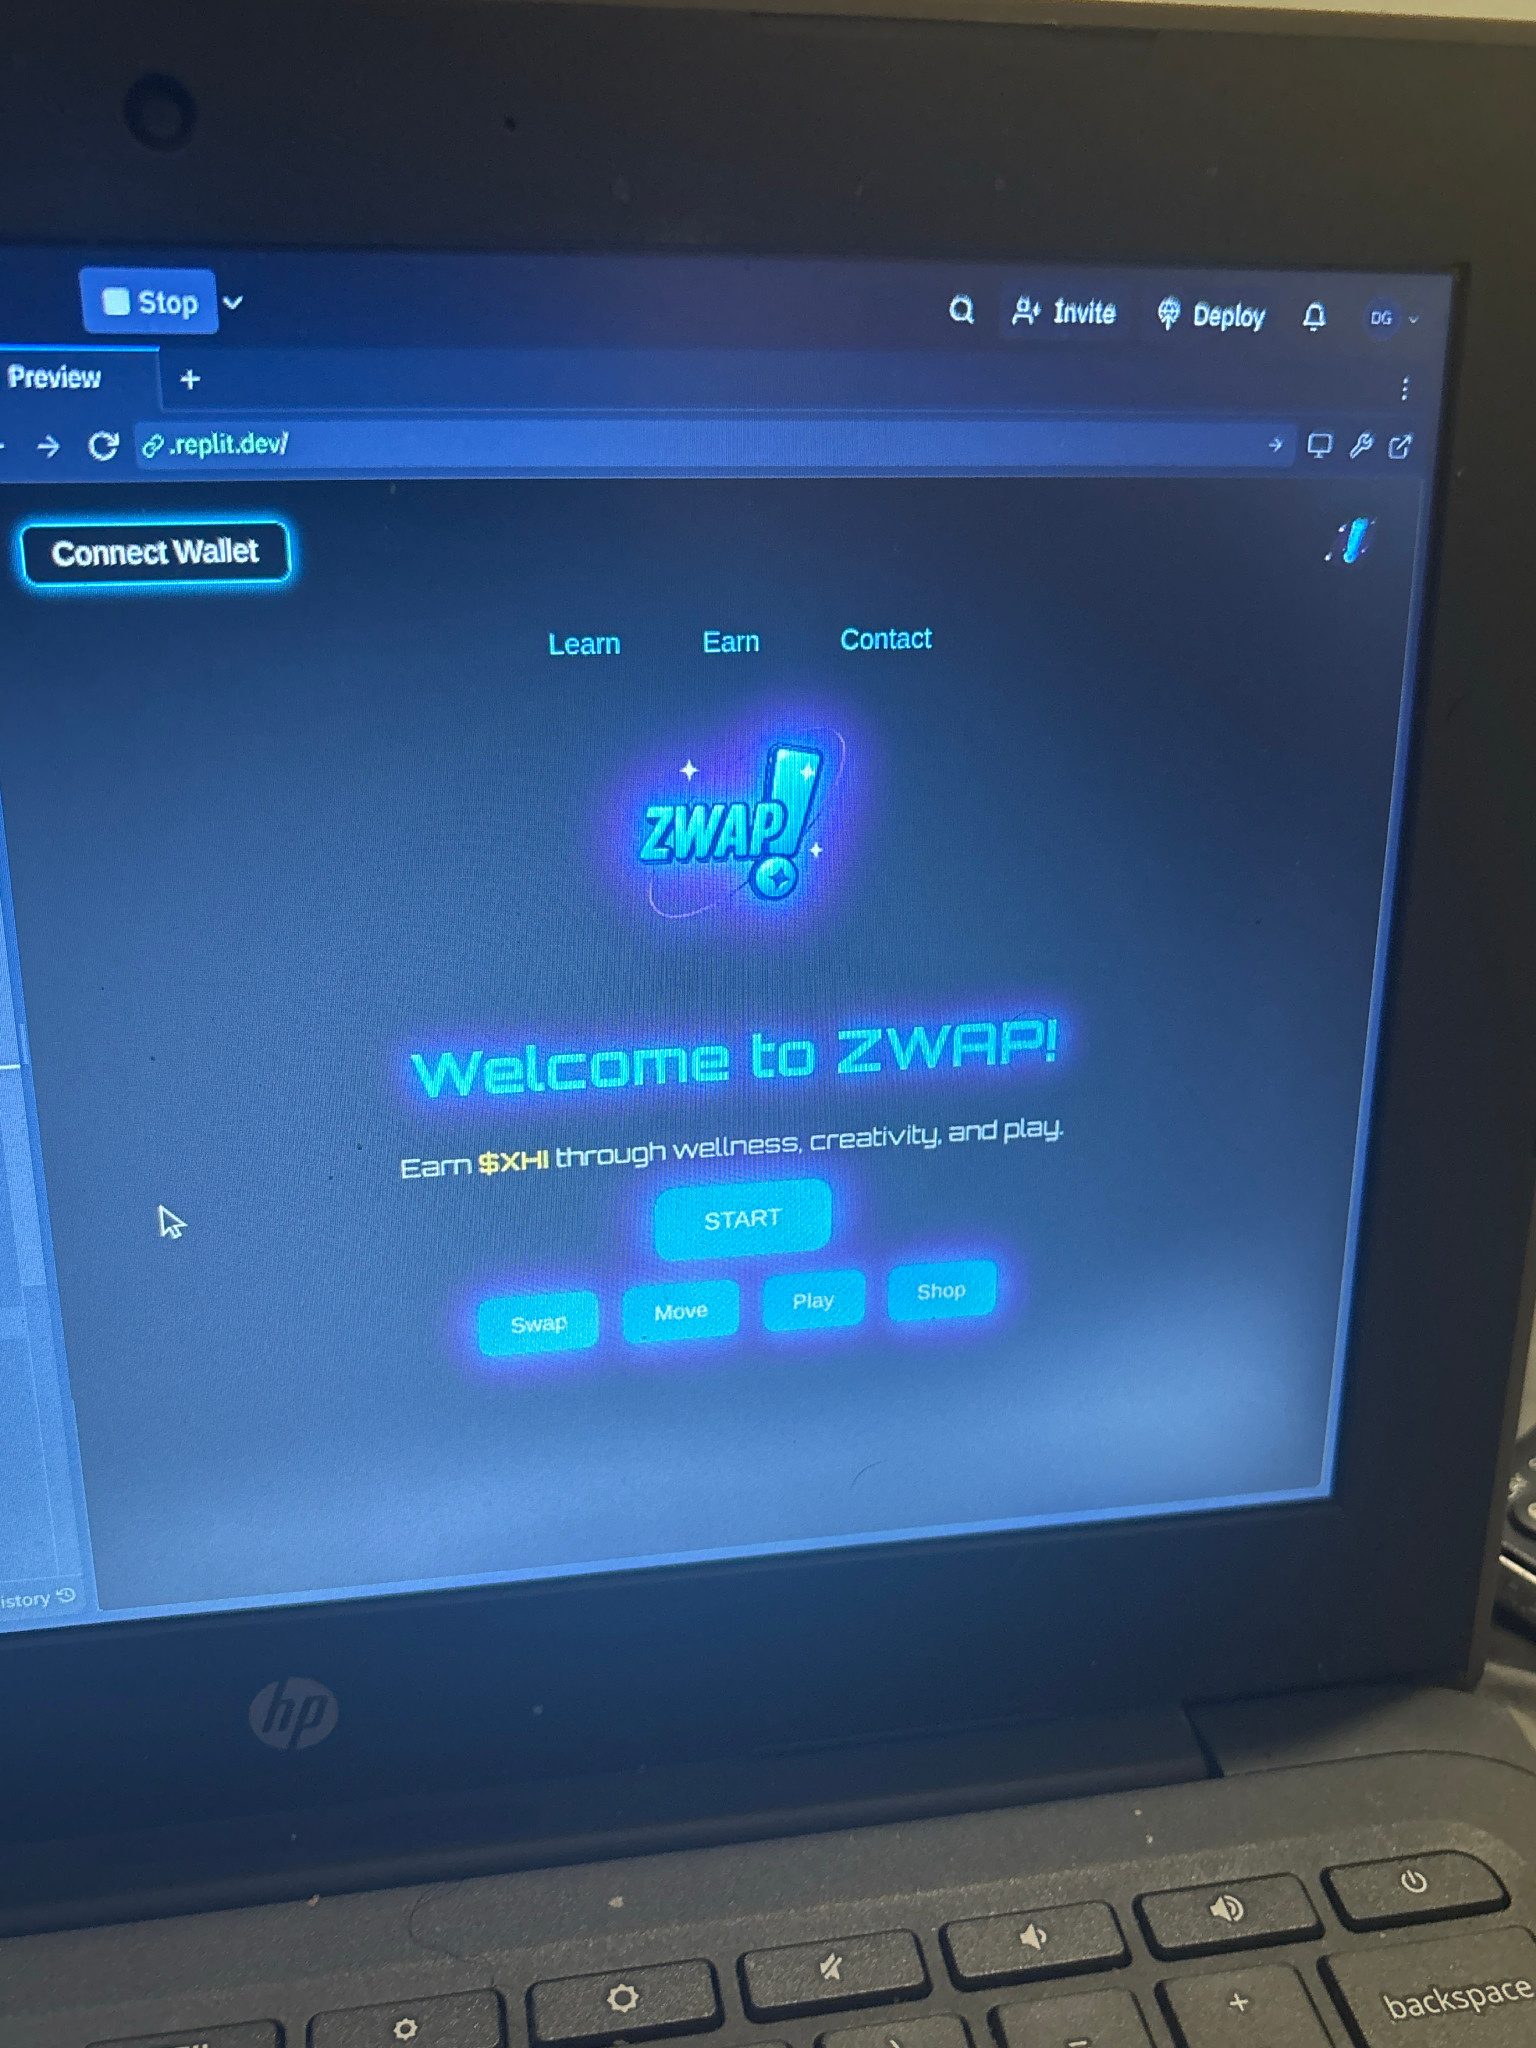 Stop
Invite
Deploy
DG
Preview
+
.replit.dev/
Connect Wallet
Learn Earn Contact
ZWAP!
Welcome to ZWAP!
Earn $XHI through wellness, creativity, and play.
START
Swap Move Play Shop
istory
hp
+
backspace
-